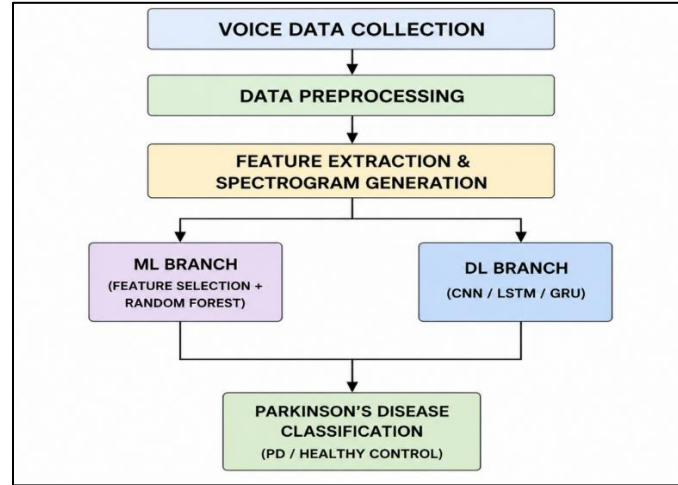 VOICE DATA COLLECTION
DATA PREPROCESSING
FEATURE EXTRACTION &
SPECTROGRAM GENERATION
ML BRANCH
(FEATURE SELECTION +
RANDOM FOREST)
DL BRANCH
(CNN / LSTM / GRU)
PARKINSON'S DISEASE
CLASSIFICATION
(PD / HEALTHY CONTROL)